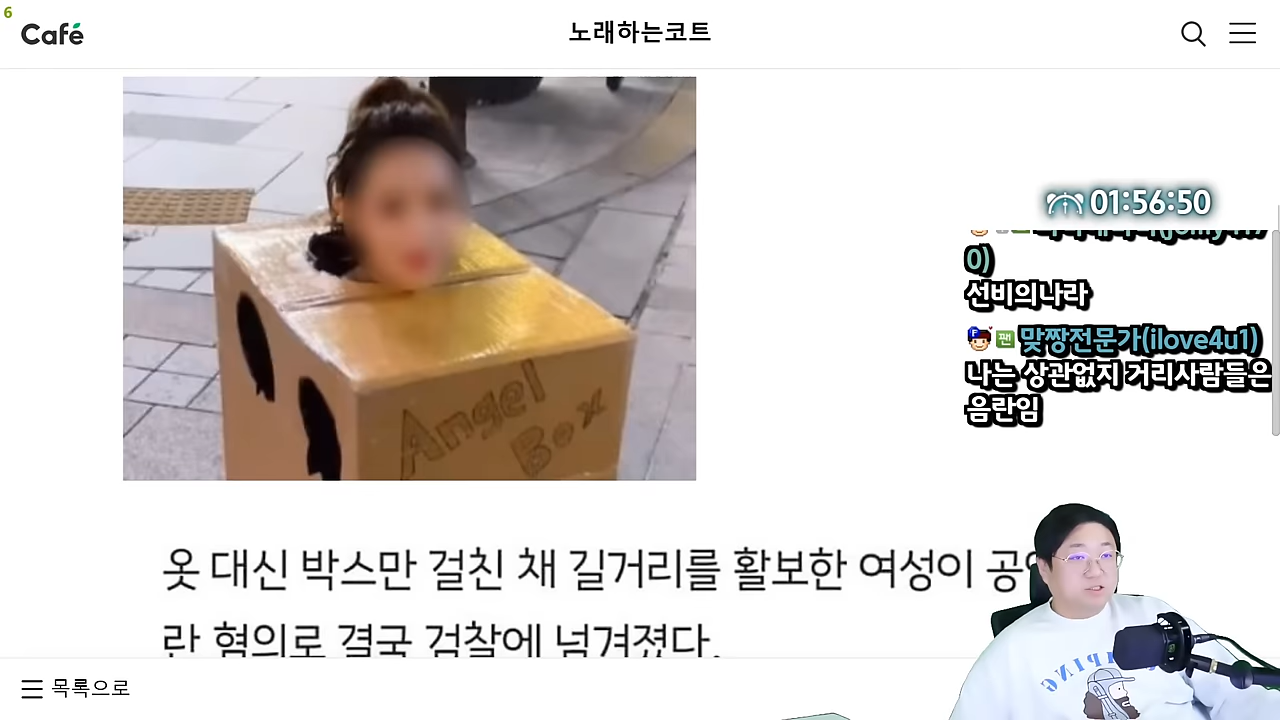 6
Café
노래하는코트
01:56:50
0)
선비의나라
팬 맞짱전문가(ilove4u1)
나는 상관없지 거리사람들은
음란임
Angel
Box
옷 대신 박스만 걸친 채 길거리를 활보한 여성이
란 혐의로 결국 검찰에 넘겨졌다.
목록으로